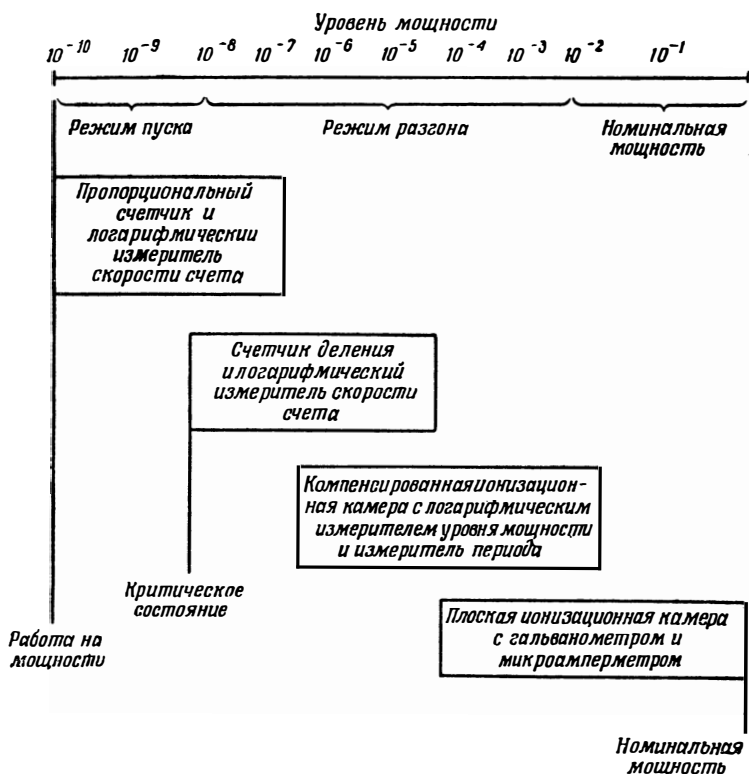 Уровень мощности
10⁻¹⁰ 10⁻⁹ 10⁻⁸ 10⁻⁷ 10⁻⁶ 10⁻⁵ 10⁻⁴ 10⁻³ 10⁻² 10⁻¹
Режим пуска Режим разгона Номинальная
мощность
Пропорциональный
счетчик и
логарифмический
измеритель
скорости счета
Счетчик деления
и логарифмический
измеритель скорости
счета
Компенсированная ионизацион-
ная камера с логарифмическим
измерителем уровня мощности
и измеритель периода
Критическое
состояние
Плоская ионизационная камера
с гальванометром и
микроамперметром
Работа на
мощности
Номинальная
мощность